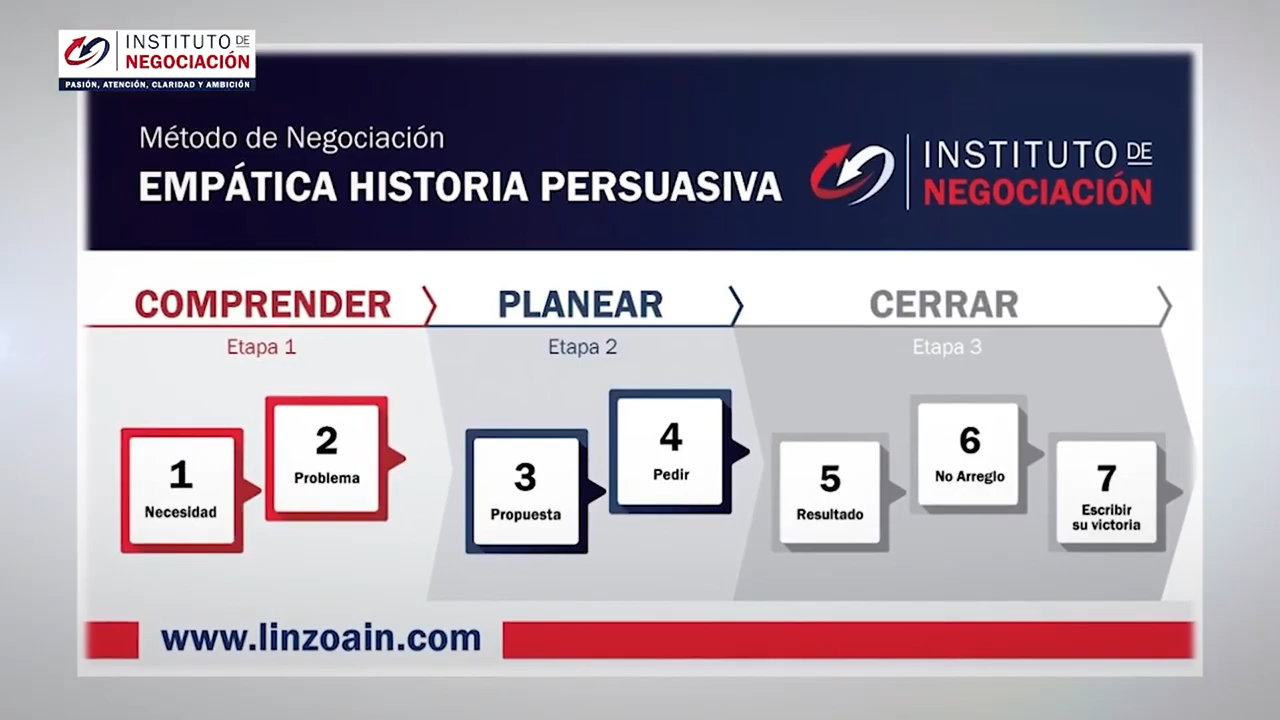 INSTITUTO DE
NEGOCIACIÓN
PASIÓN, ATENCIÓN, CLARIDAD Y AMBICIÓN
Método de Negociación
EMPÁTICA HISTORIA PERSUASIVA
INSTITUTO DE
NEGOCIACIÓN
COMPRENDER
PLANEAR
CERRAR
Etapa 1
Etapa 2
Etapa 3
1
Necesidad
2
Problema
3
Propuesta
4
Pedir
5
Resultado
6
No Arreglo
7
Escribir
su victoria
www.linzoain.com